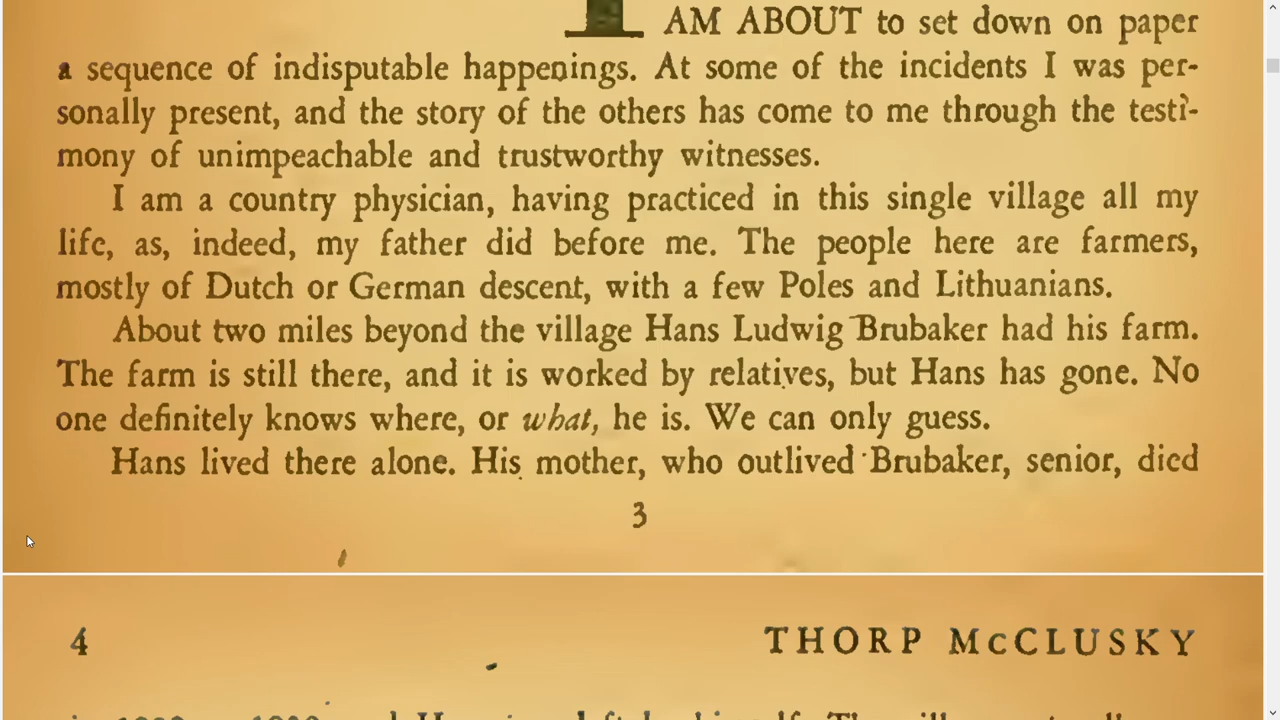 I AM ABOUT to set down on paper
a sequence of indisputable happenings. At some of the incidents I was per-
sonally present, and the story of the others has come to me through the testi-
mony of unimpeachable and trustworthy witnesses.
I am a country physician, having practiced in this single village all my
life, as, indeed, my father did before me. The people here are farmers,
mostly of Dutch or German descent, with a few Poles and Lithuanians.
About two miles beyond the village Hans Ludwig Brubaker had his farm.
The farm is still there, and it is worked by relatives, but Hans has gone. No
one definitely knows where, or what, he is. We can only guess.
Hans lived there alone. His mother, who outlived Brubaker, senior, died
3
4 THORP McCLUSKY